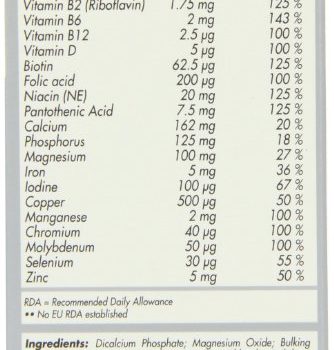 Vitamin B2 (Riboflavin) 1.75 mg 125 %
Vitamin B6 2 mg 143 %
Vitamin B12 2.5 µg 100 %
Vitamin D 5 µg 100 %
Biotin 62.5 µg 125 %
Folic acid 200 µg 100 %
Niacin (NE) 20 mg 125 %
Pantothenic Acid 7.5 mg 125 %
Calcium 162 mg 20 %
Phosphorus 125 mg 18 %
Magnesium 100 mg 27 %
Iron 5 mg 36 %
Iodine 100 µg 67 %
Copper 500 µg 50 %
Manganese 2 mg 100 %
Chromium 40 µg 100 %
Molybdenum 50 µg 100 %
Selenium 30 µg 55 %
Zinc 5 mg 50 %
RDA = Recommended Daily Allowance
** No EU RDA established
Ingredients: Dicalcium Phosphate; Magnesium Oxide; Bulking